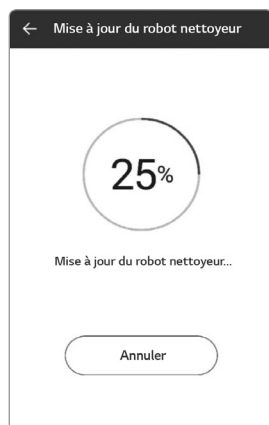 Mise à jour du robot nettoyeur
25%
Mise à jour du robot nettoyeur...
Annuler